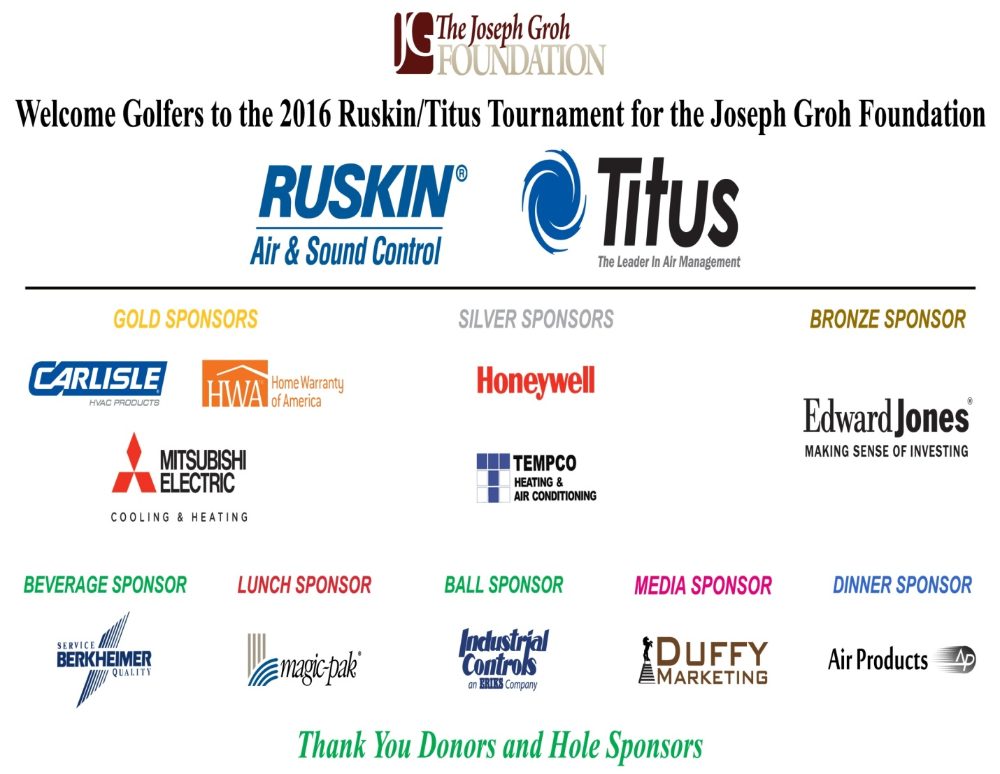 JG The Joseph Groh
FOUNDATION
Welcome Golfers to the 2016 Ruskin/Titus Tournament for the Joseph Groh Foundation
RUSKIN®
Air & Sound Control
Titus
The Leader In Air Management
GOLD SPONSORS
SILVER SPONSORS
BRONZE SPONSOR
CARLISLE®
HVAC PRODUCTS
HWA™ Home Warranty
of America
Honeywell
Edward Jones®
MAKING SENSE OF INVESTING
MITSUBISHI
ELECTRIC
COOLING & HEATING
TEMPCO
HEATING &
AIR CONDITIONING
BEVERAGE SPONSOR
LUNCH SPONSOR
BALL SPONSOR
MEDIA SPONSOR
DINNER SPONSOR
SERVICE
BERKHEIMER
QUALITY
magic-pak®
Industrial
Controls
an ERIKS Company
DUFFY
MARKETING
Air Products AP
Thank You Donors and Hole Sponsors